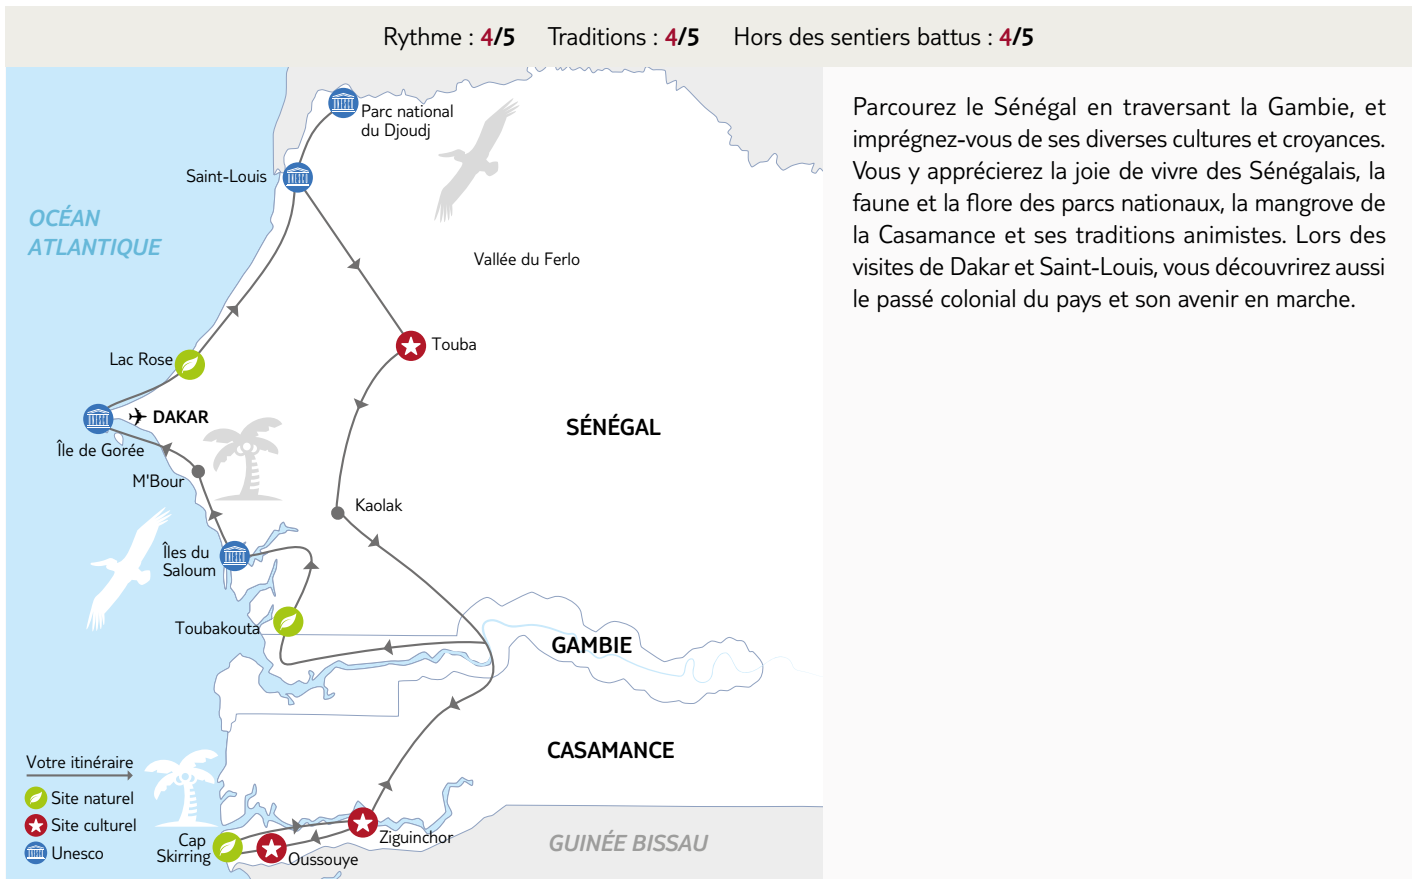 Rythme : 4/5 Traditions : 4/5 Hors des sentiers battus : 4/5
Parc national
du Djoudj
Saint-Louis
OCÉAN
ATLANTIQUE
Vallée du Ferlo
Lac Rose
Touba
DAKAR
SÉNÉGAL
Île de Gorée
M'Bour
Kaolak
Îles du
Saloum
Toubakouta
GAMBIE
CASAMANCE
Votre itinéraire
Site naturel
Site culturel
Unesco
Cap
Skirring
Ziguinchor
Oussouye
GUINÉE BISSAU
Parcourez le Sénégal en traversant la Gambie, et
imprégnez-vous de ses diverses cultures et croyances.
Vous y apprécierez la joie de vivre des Sénégalais, la
faune et la flore des parcs nationaux, la mangrove de
la Casamance et ses traditions animistes. Lors des
visites de Dakar et Saint-Louis, vous découvrirez aussi
le passé colonial du pays et son avenir en marche.